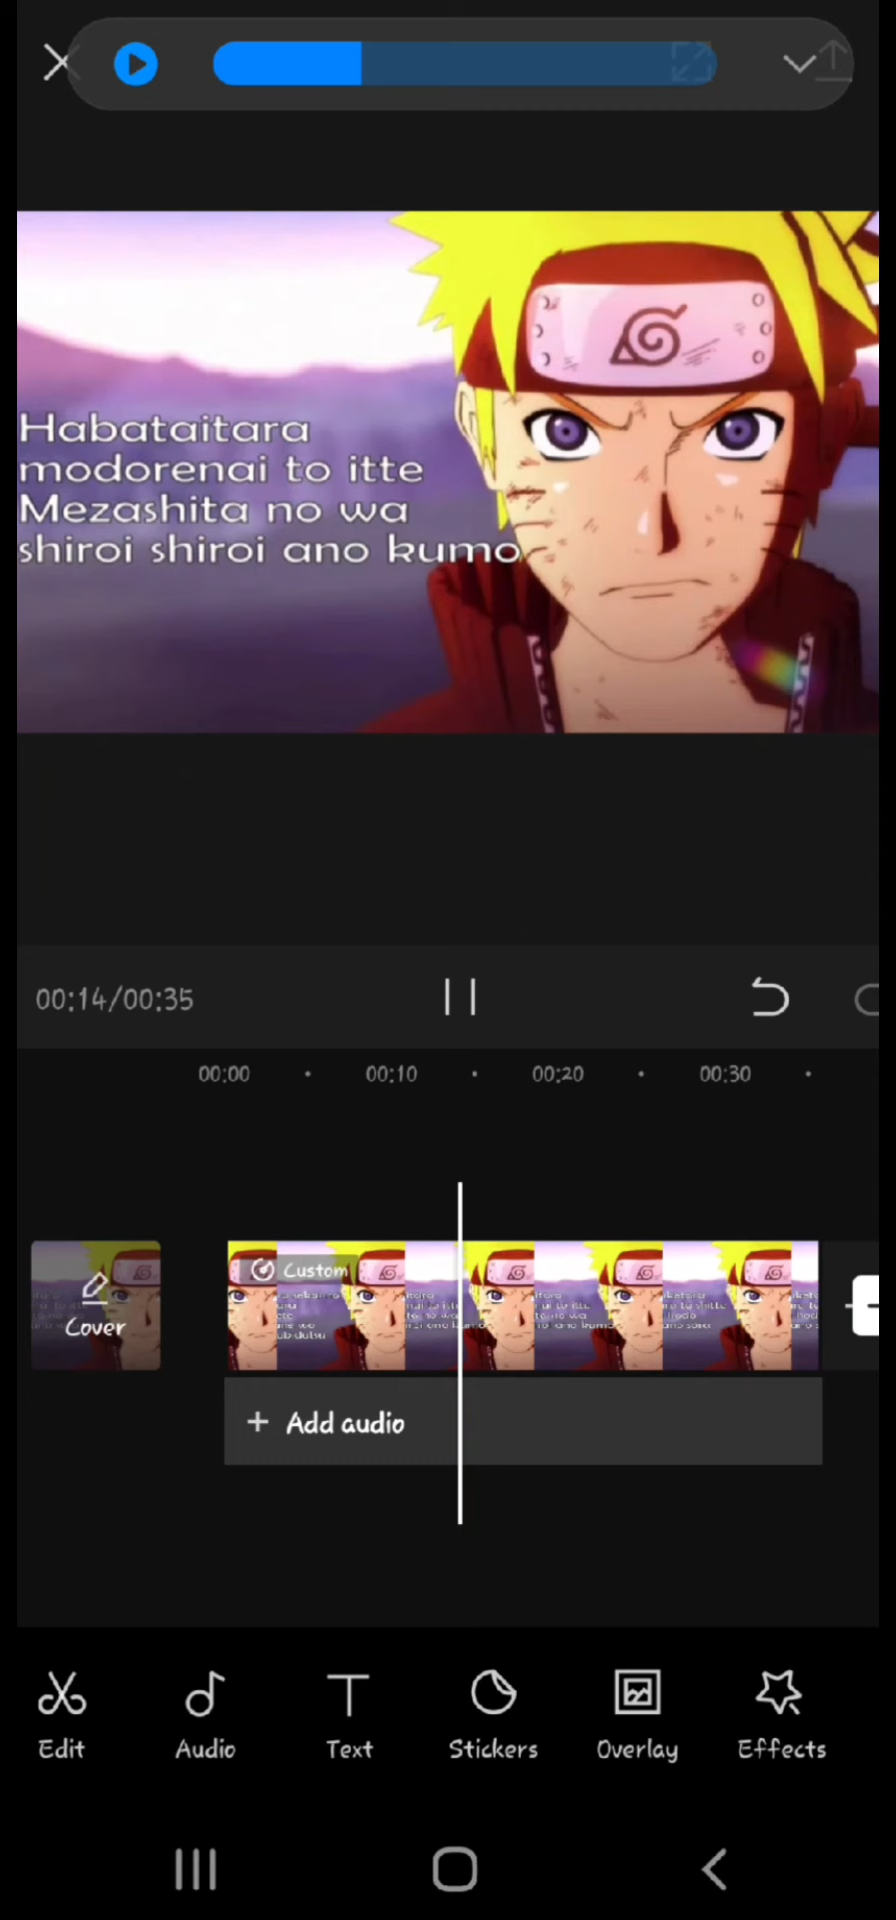 Habataitara
modorenai to itte
Mezashita no wa
shiroi shiroi ano kumo
00:14/00:35
00:00
00:10
00:20
00:30
Custom
Cover
+ Add audio
Edit
Audio
Text
Stickers
Overlay
Effects